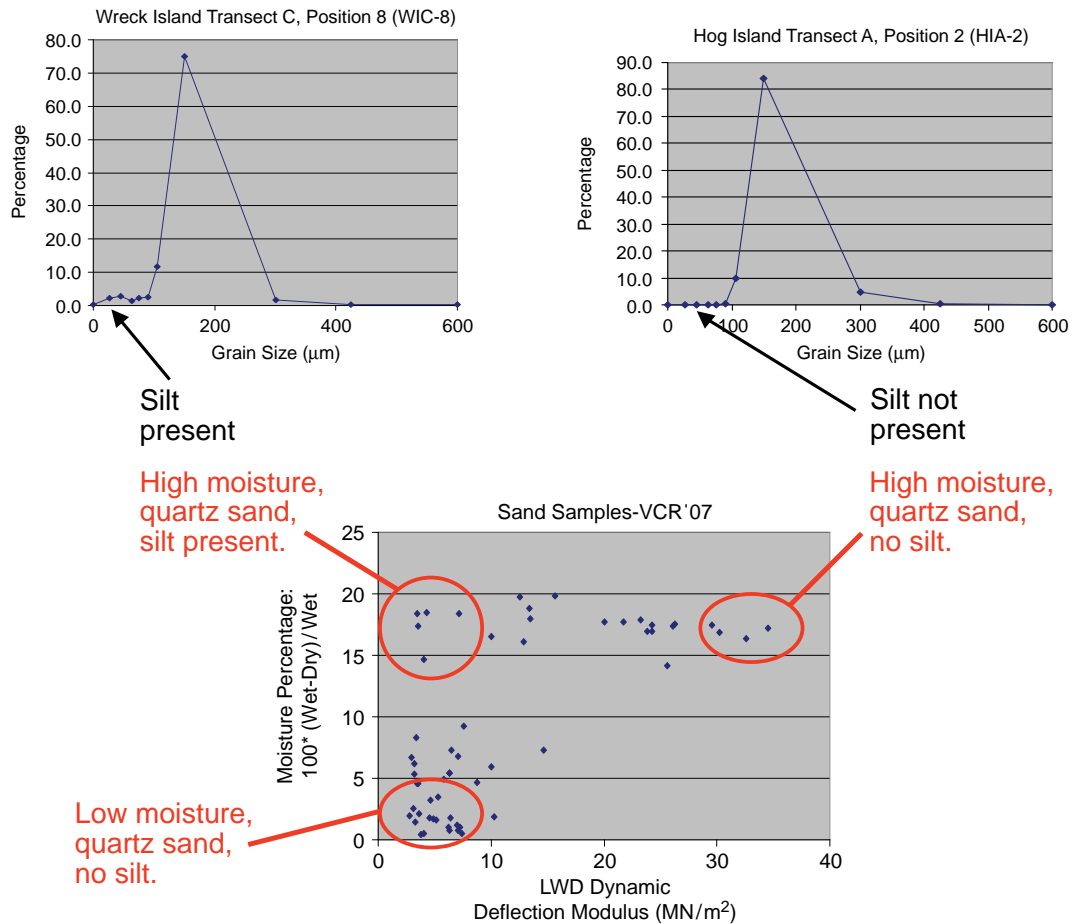 Wreck Island Transect C, Position 8 (WIC-8)
80.0
70.0
60.0
50.0
40.0
30.0
20.0
10.0
0.0
Percentage
0
200
400
600
Grain Size (μm)
Silt
present
Hog Island Transect A, Position 2 (HIA-2)
90.0
80.0
70.0
60.0
50.0
40.0
30.0
20.0
10.0
0.0
Percentage
0
100
200
300
400
500
600
Grain Size (μm)
Silt not
present
High moisture,
quartz sand,
silt present.
High moisture,
quartz sand,
no silt.
Sand Samples-VCR'07
25
20
15
10
5
0
Moisture Percentage:
100* (Wet-Dry)/Wet
0
10
20
30
40
LWD Dynamic
Deflection Modulus (MN/m²)
Low moisture,
quartz sand,
no silt.